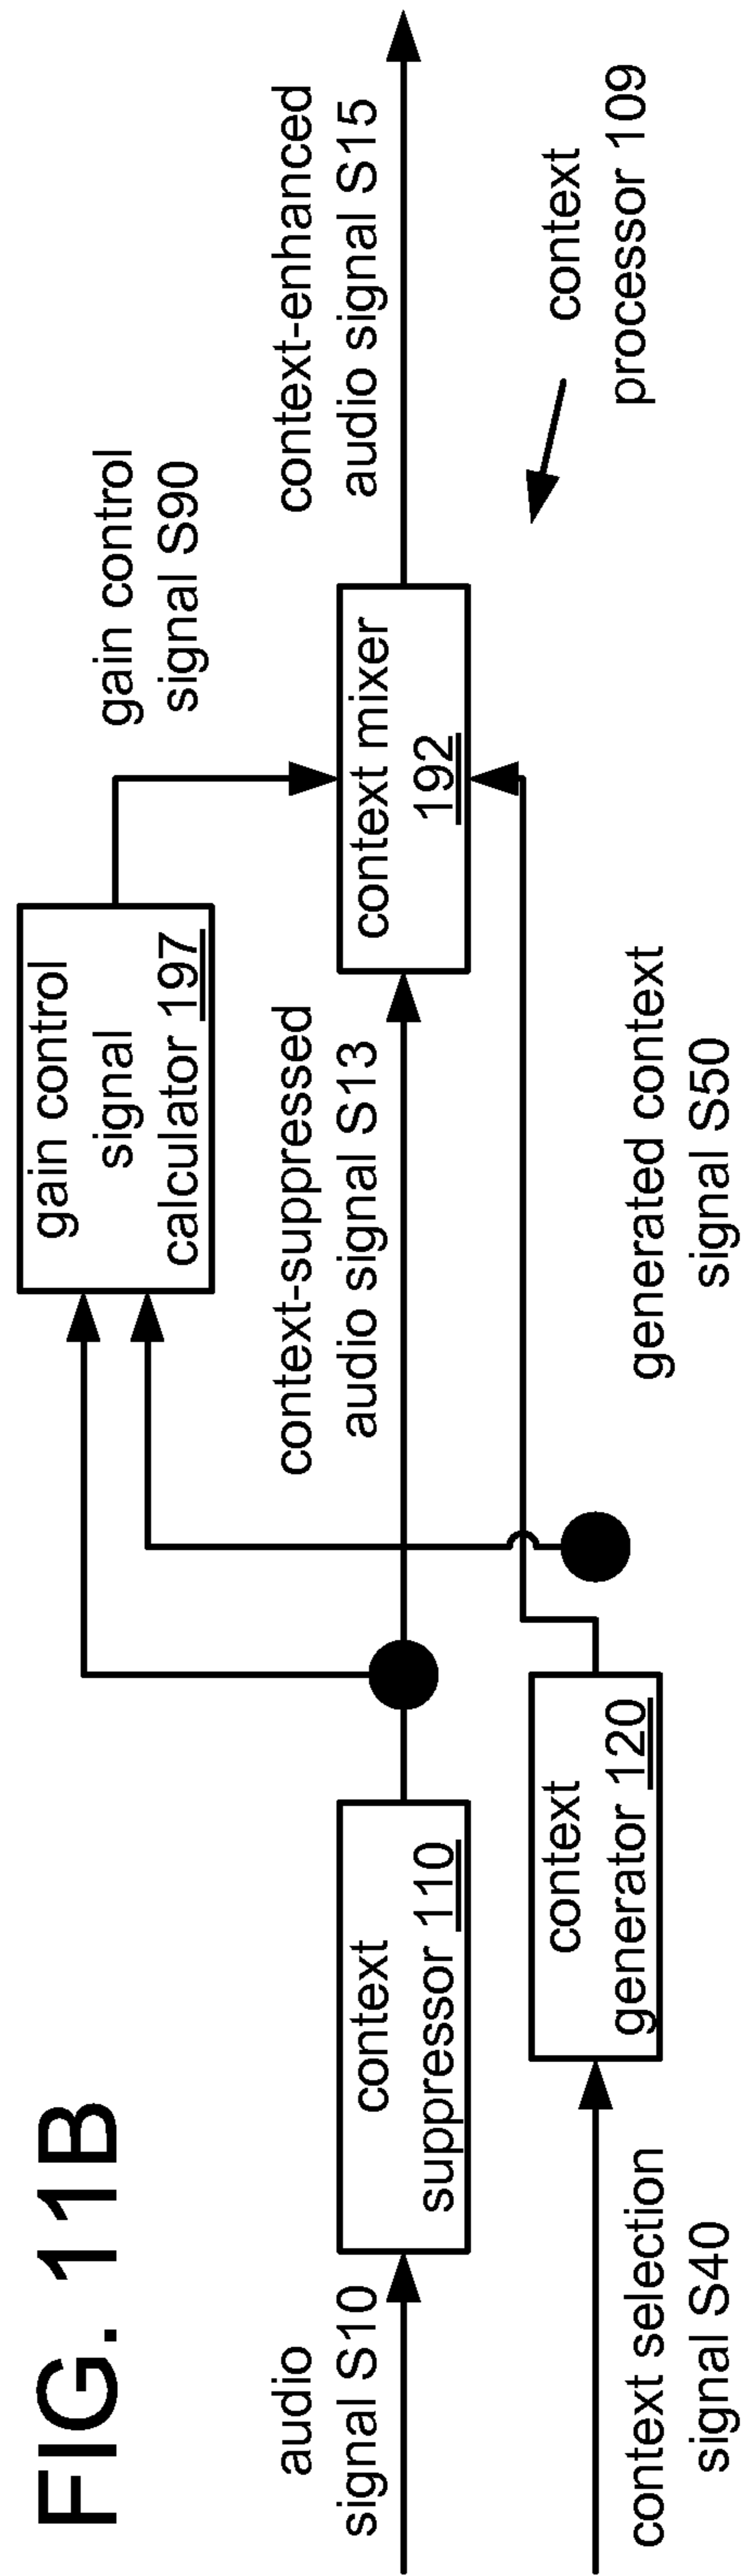 FIG. 11B
audio
signal S10
context
suppressor 110
context-suppressed
audio signal S13
gain control
signal
calculator 197
gain control
signal S90
context mixer
192
context-enhanced
audio signal S15
context selection
signal S40
context
generator 120
generated context
signal S50
context
processor 109